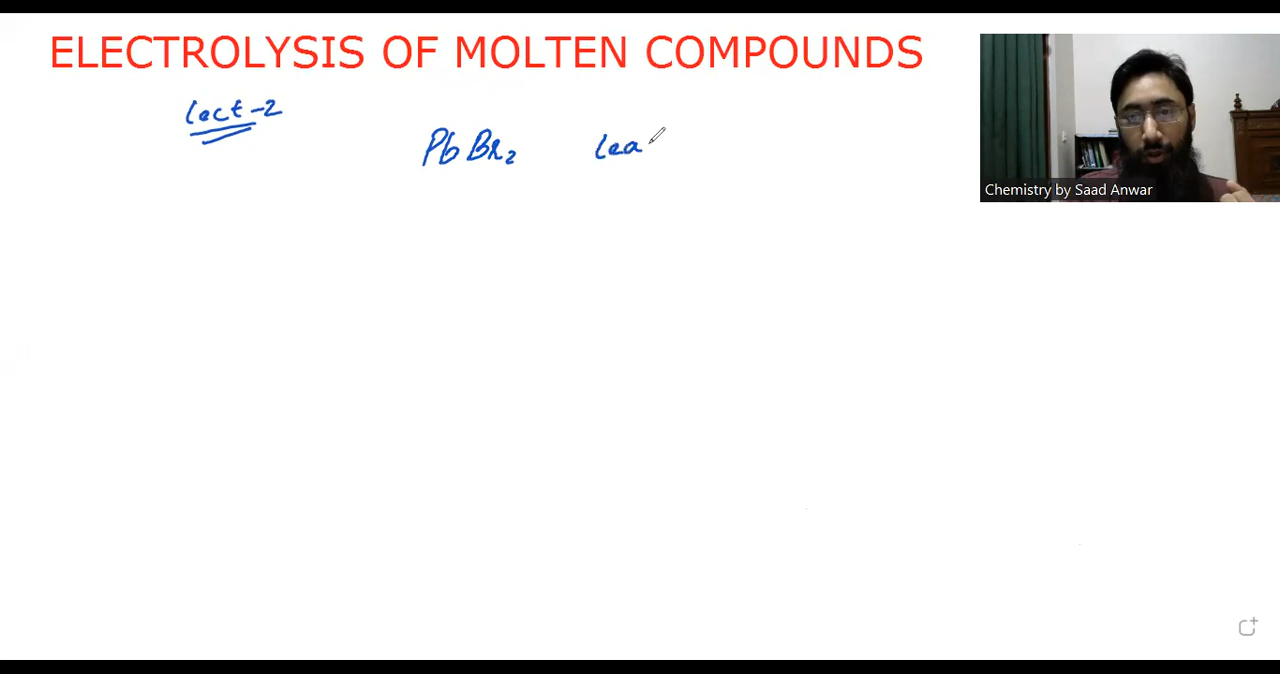 ELECTROLYSIS OF MOLTEN COMPOUNDS
Lect-2
PbBr2 Lea
Chemistry by Saad Anwar